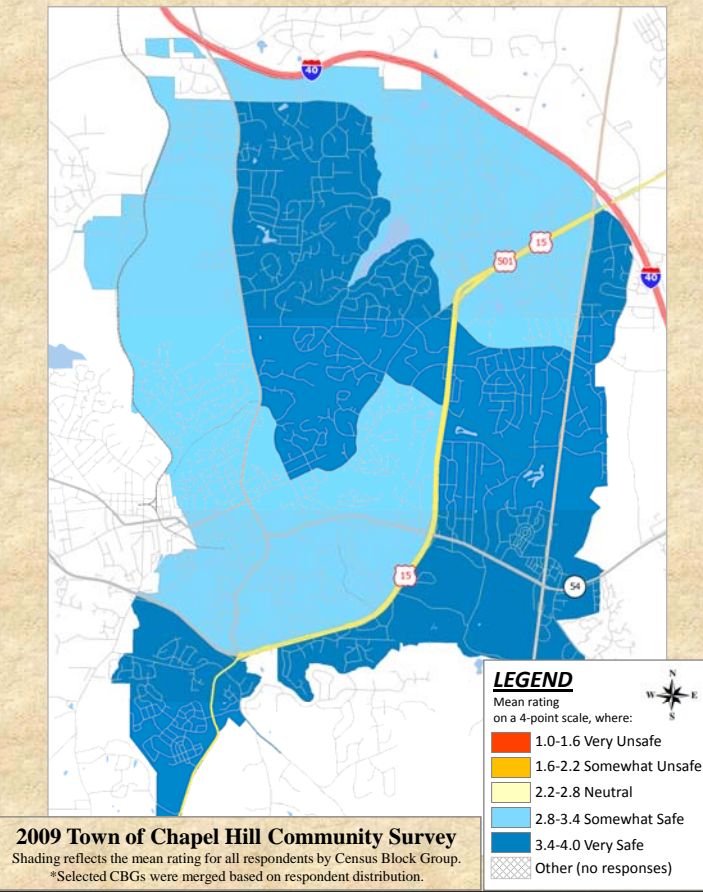 40
15
501
40
15
54
LEGEND
N
W E
S
Mean rating
on a 4-point scale, where:
1.0-1.6 Very Unsafe
1.6-2.2 Somewhat Unsafe
2.2-2.8 Neutral
2.8-3.4 Somewhat Safe
3.4-4.0 Very Safe
Other (no responses)
2009 Town of Chapel Hill Community Survey
Shading reflects the mean rating for all respondents by Census Block Group.
*Selected CBGs were merged based on respondent distribution.